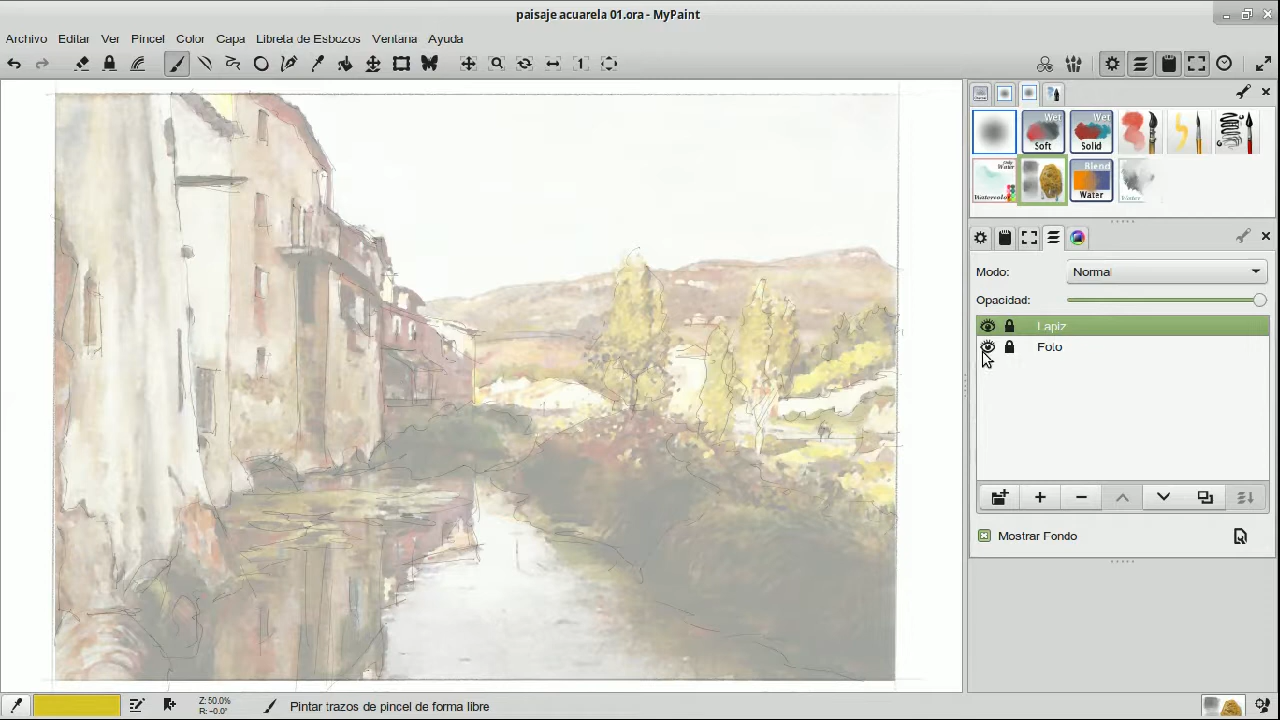 paisaje acuarela 01.ora - MyPaint
Archivo Editar Ver Pincel Color Capa Libreta de Esbozos Ventana Ayuda
Wet Wet
Soft Solid
Watercolor Blend
Water
Modo: Normal
Opacidad:
Lapiz
Foto
Mostrar Fondo
Z: 50.0%
R: -0.0°
Pintar trazos de pincel de forma libre